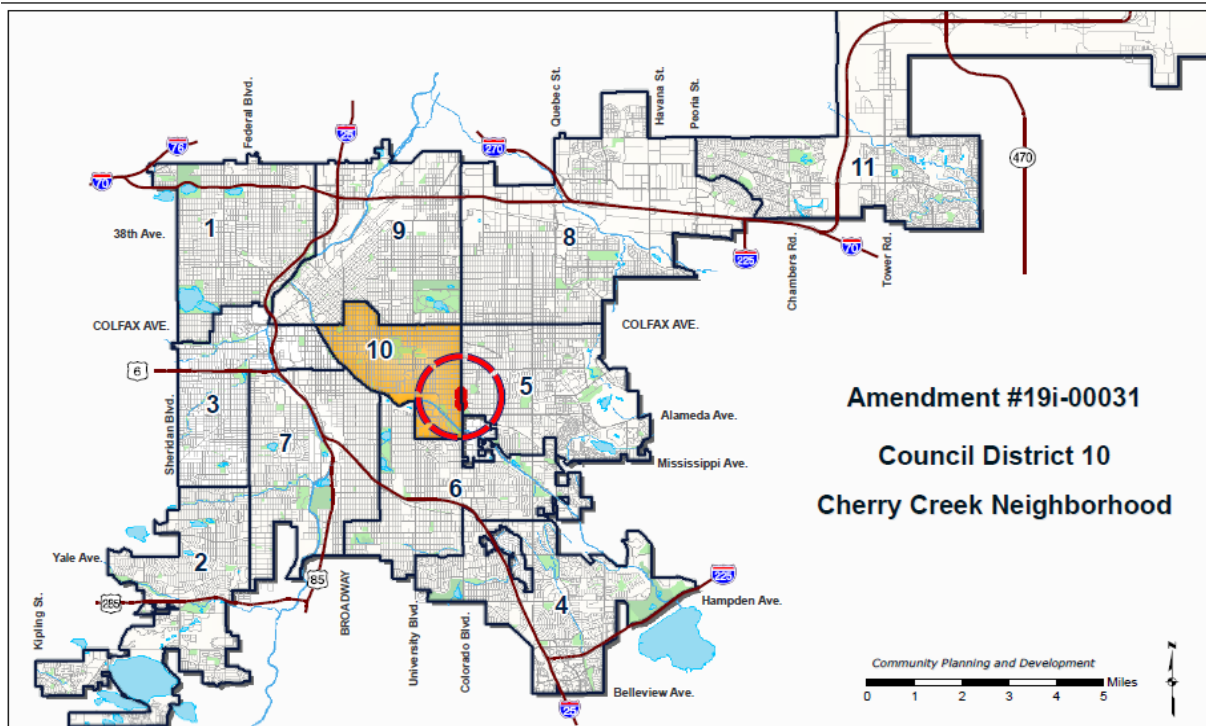 Federal Blvd.
Quebec St.
Havana St.
Peoria St.
25
76
270
470
70
11
1
9
8
38th Ave.
225
70
Chambers Rd.
Tower Rd.
COLFAX AVE.
COLFAX AVE.
10
6
5
Amendment #19i-00031
3
Alameda Ave.
Sheridan Blvd.
7
Council District 10
Mississippi Ave.
6
Cherry Creek Neighborhood
Yale Ave.
2
85
225
285
BROADWAY
4
Hampden Ave.
Kipling St.
University Blvd.
Colorado Blvd.
Community Planning and Development
Miles
0 1 2 3 4 5
Belleview Ave.
25
N